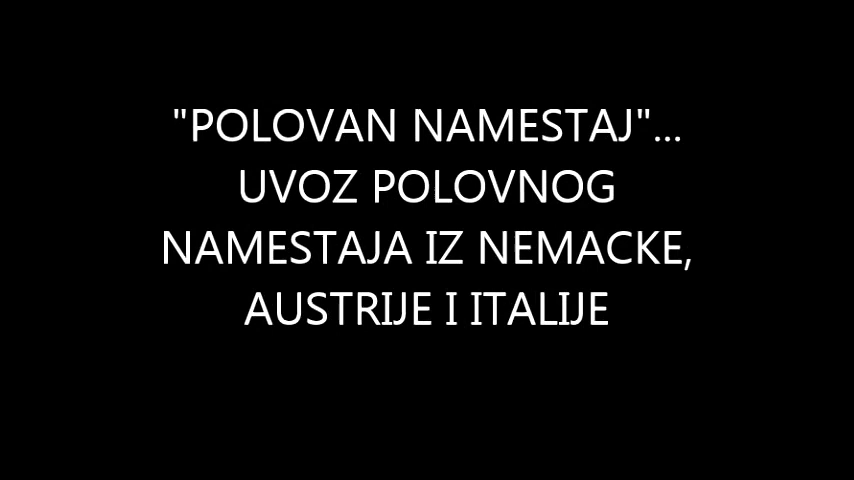 "POLOVAN NAMESTAJ"...
UVOZ POLOVNOG
NAMESTAJA IZ NEMACKE,
AUSTRIJE I ITALIJE